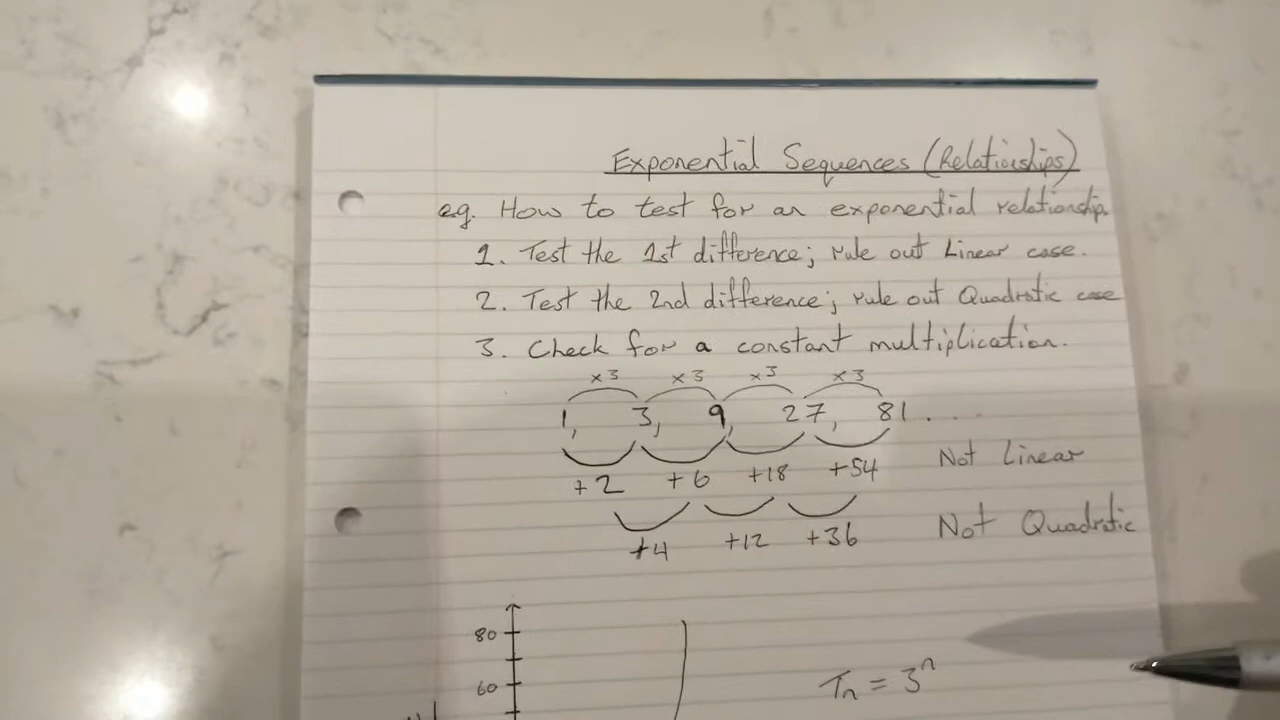 Exponential Sequences (Relationships)
eg. How to test for an exponential relationship.
1. Test the 1st difference; rule out Linear case.
2. Test the 2nd difference; rule out Quadratic case
3. Check for a constant multiplication.
×3 ×3 ×3 ×3
1, 3, 9, 27, 81 ....
+2 +6 +18 +54 Not Linear
+4 +12 +36 Not Quadratic
80
60
Tn = 3^n